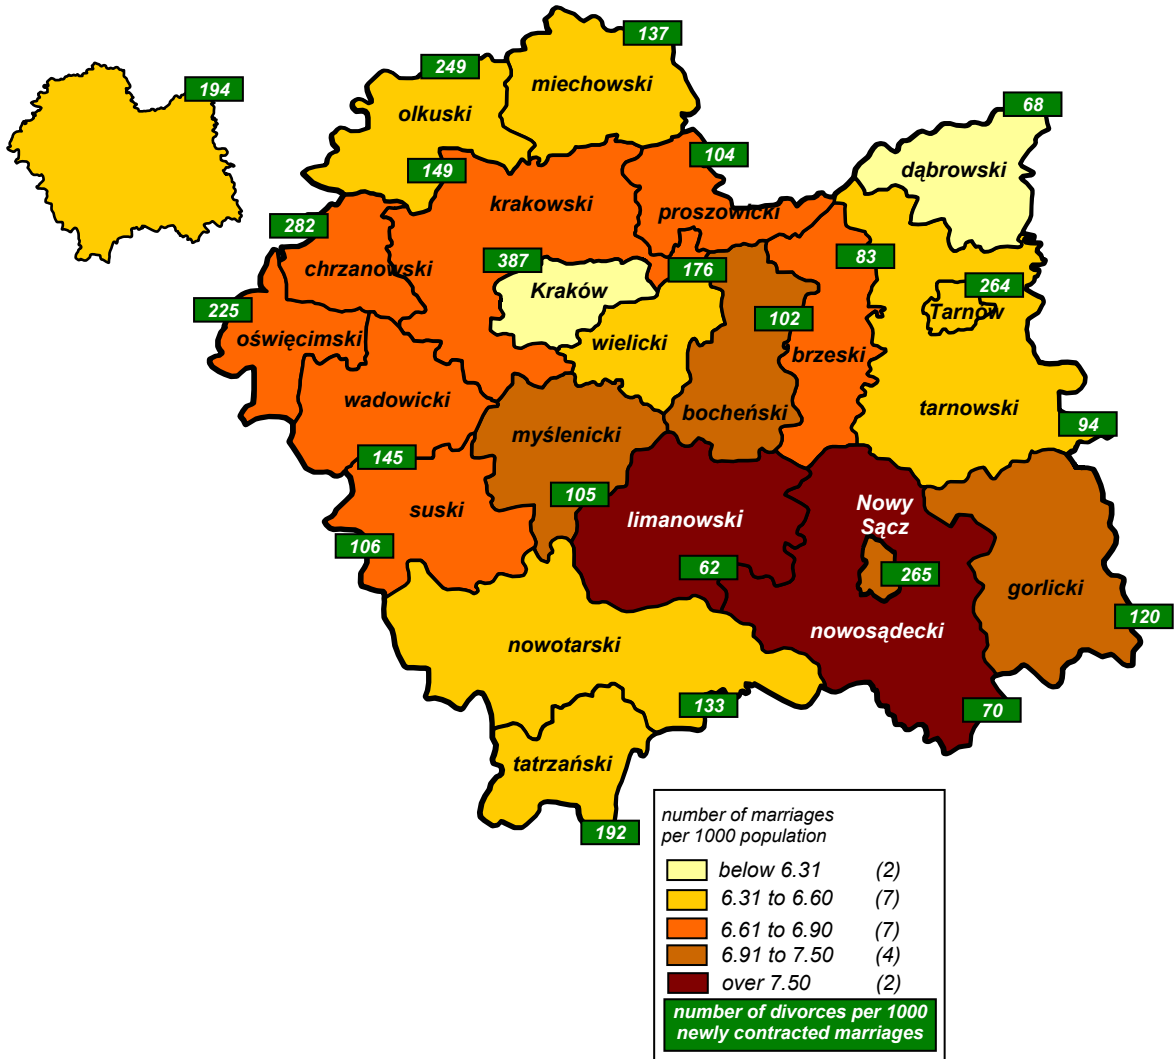 137
249
miechowski
194
olkuski
68
104
149
dąbrowski
krakowski
proszowicki
282
83
387
176
chrzanowski
264
Kraków
225
Tarnów
102
oświęcimski
wielicki
brzeski
wadowicki
tarnowski
bocheński
94
myślenicki
145
105
Nowy
Sącz
suski
limanowski
106
62
265
gorlicki
120
nowosądecki
nowotarski
133
70
tatrzański
192
number of marriages
per 1000 population
below 6.31 (2)
6.31 to 6.60 (7)
6.61 to 6.90 (7)
6.91 to 7.50 (4)
over 7.50 (2)
number of divorces per 1000
newly contracted marriages